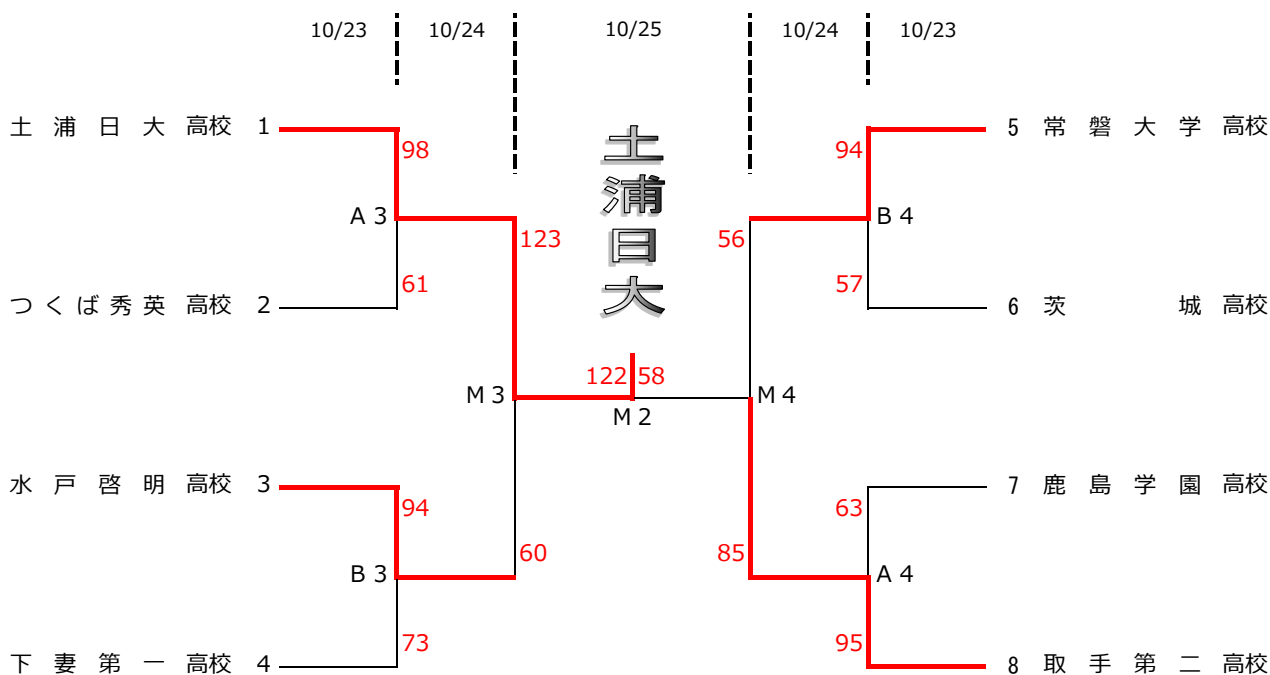 10/23 10/24 10/25 10/24 10/23
土浦日大 高校 1
98
A 3
61
つくば秀英 高校 2
123
M 3
水戸啓明 高校 3
94
B 3
60
73
下妻第一 高校 4
土浦日大
122 58
M 2
5 常磐大学 高校
94
B 4
56
57
6 茨城 高校
M 4
7 鹿島学園 高校
63
85
A 4
95
8 取手第二 高校